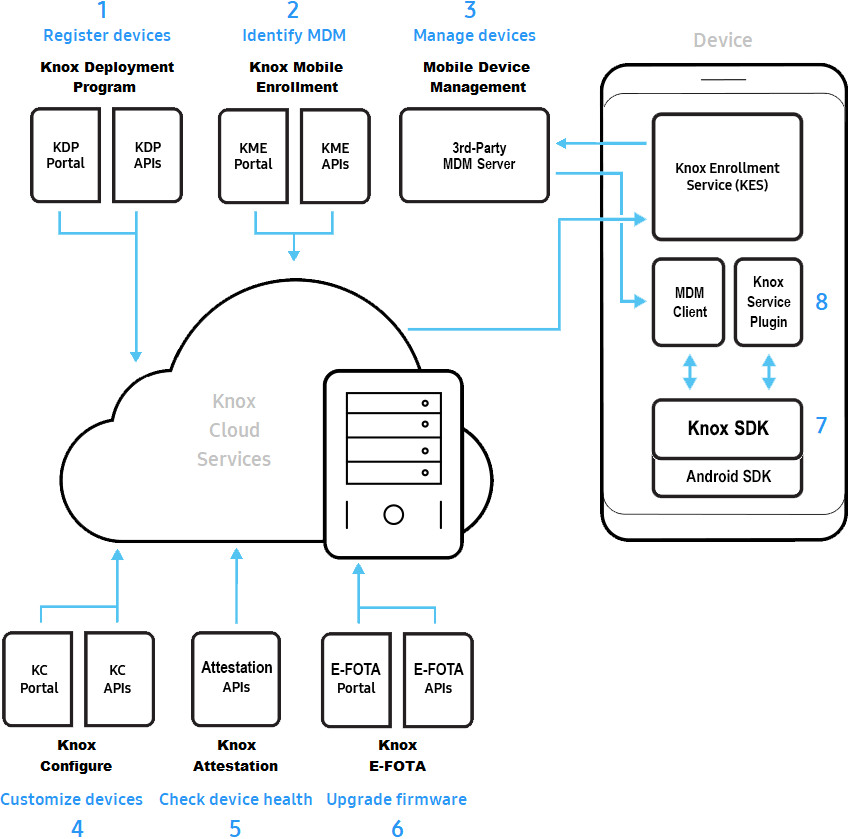 1
Register devices
Knox Deployment
Program
KDP
Portal
KDP
APIs
2
Identify MDM
Knox Mobile
Enrollment
KME
Portal
KME
APIs
3
Manage devices
Mobile Device
Management
3rd-Party
MDM Server
Device
Knox Enrollment
Service (KES)
MDM
Client
Knox
Service
Plugin
8
Knox SDK
7
Android SDK
Knox
Cloud
Services
KC
Portal
KC
APIs
Knox
Configure
Customize devices
4
Attestation
APIs
Knox
Attestation
Check device health
5
E-FOTA
Portal
E-FOTA
APIs
Knox
E-FOTA
Upgrade firmware
6